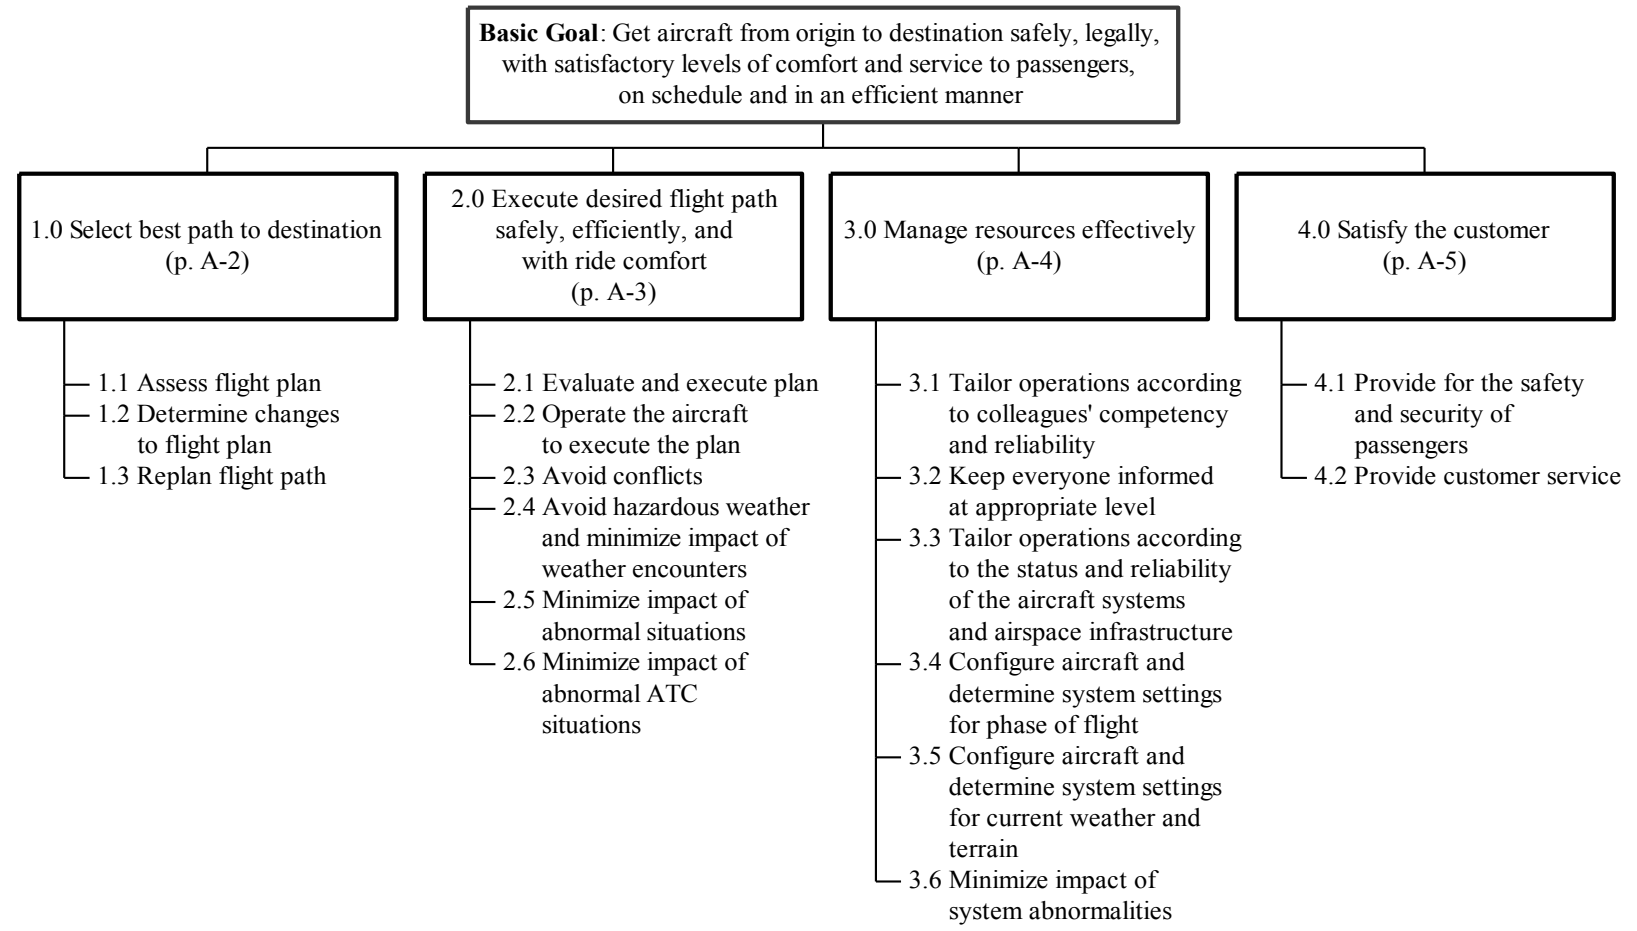 Basic Goal: Get aircraft from origin to destination safely, legally,
with satisfactory levels of comfort and service to passengers,
on schedule and in an efficient manner
1.0 Select best path to destination
(p. A-2)
1.1 Assess flight plan
1.2 Determine changes
to flight plan
1.3 Replan flight path
2.0 Execute desired flight path
safely, efficiently, and
with ride comfort
(p. A-3)
2.1 Evaluate and execute plan
2.2 Operate the aircraft
to execute the plan
2.3 Avoid conflicts
2.4 Avoid hazardous weather
and minimize impact of
weather encounters
2.5 Minimize impact of
abnormal situations
2.6 Minimize impact of
abnormal ATC
situations
3.0 Manage resources effectively
(p. A-4)
3.1 Tailor operations according
to colleagues' competency
and reliability
3.2 Keep everyone informed
at appropriate level
3.3 Tailor operations according
to the status and reliability
of the aircraft systems
and airspace infrastructure
3.4 Configure aircraft and
determine system settings
for phase of flight
3.5 Configure aircraft and
determine system settings
for current weather and
terrain
3.6 Minimize impact of
system abnormalities
4.0 Satisfy the customer
(p. A-5)
4.1 Provide for the safety
and security of
passengers
4.2 Provide customer service